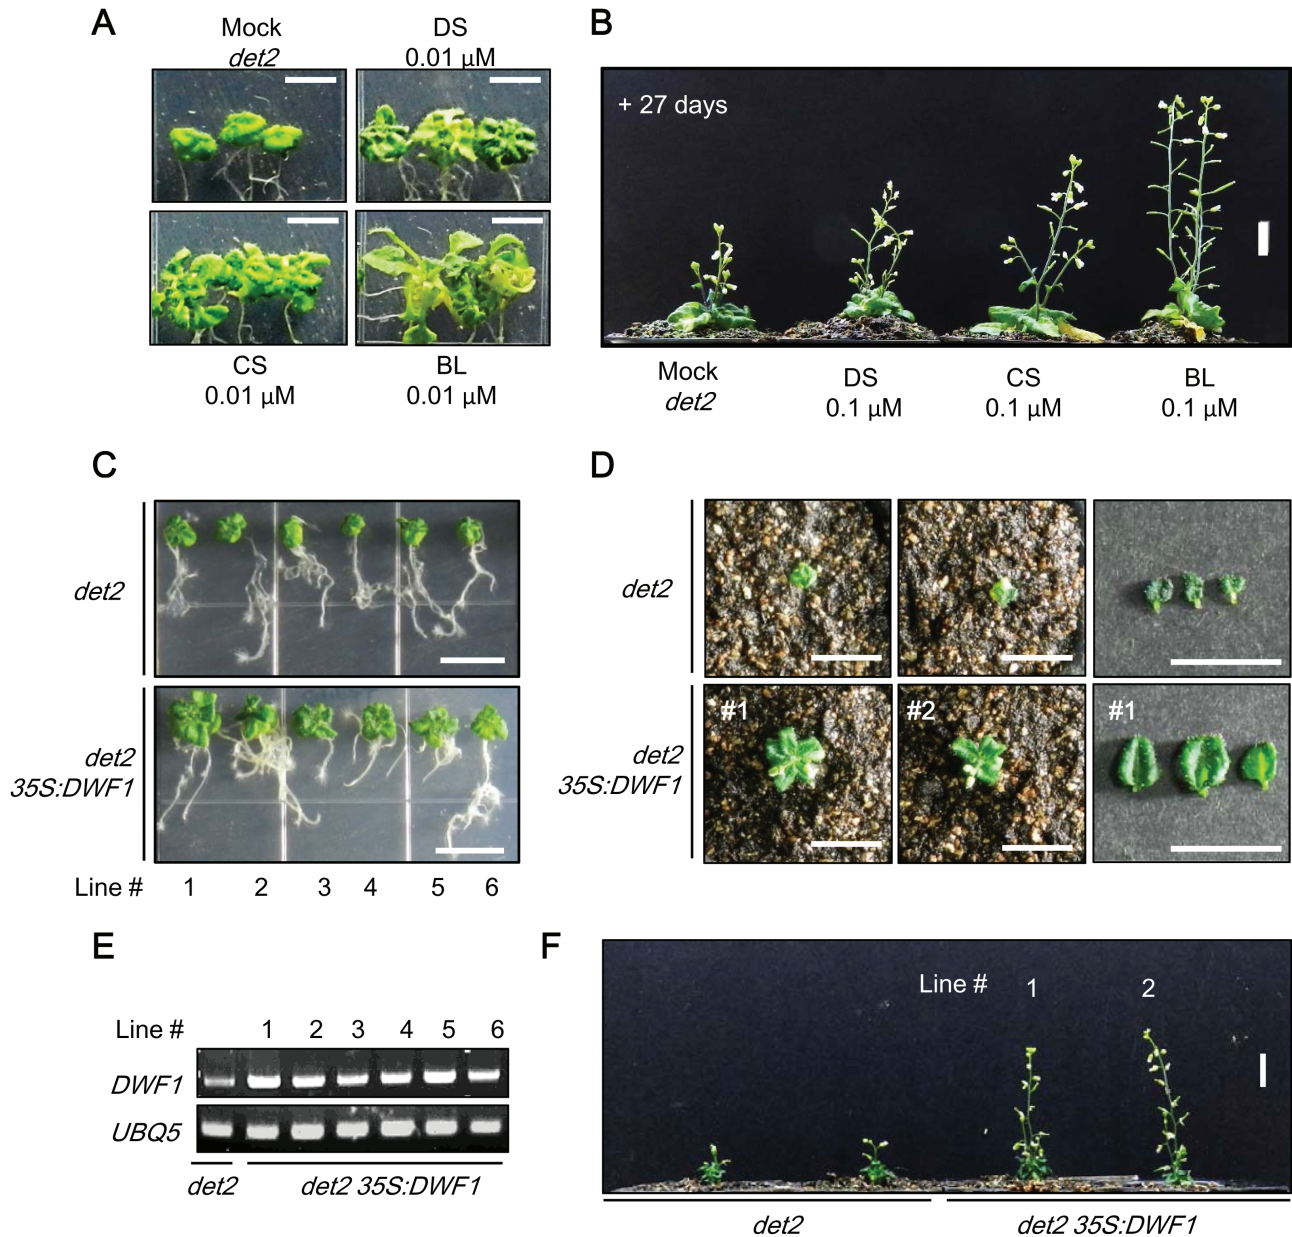 A
Mock
det2
DS
0.01 µM
CS
0.01 µM
BL
0.01 µM
B
+ 27 days
Mock
det2
DS
0.1 µM
CS
0.1 µM
BL
0.1 µM
C
det2
det2
35S:DWF1
Line # 1 2 3 4 5 6
D
det2
det2
35S:DWF1
#1
#2
#1
E
Line # 1 2 3 4 5 6
DWF1
UBQ5
det2
det2 35S:DWF1
F
Line # 1 2
det2
det2 35S:DWF1